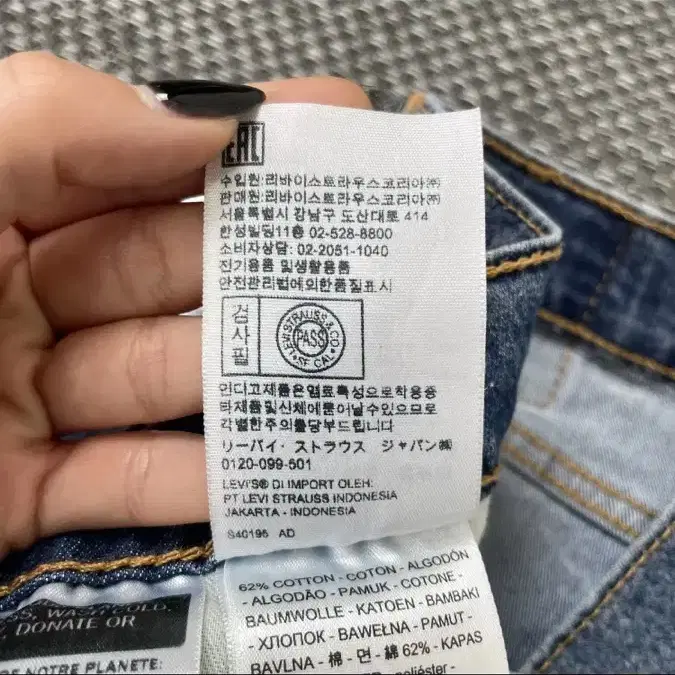 EAC
수입원:리바이스트라우스코리아㈜
판매원:리바이스트라우스코리아㈜
서울특별시 강남구 도산대로 414
한성빌딩11층 02-528-8800
소비자상담: 02-2051-1040
전기용품 및생활용품
안전관리법에의한품질표시
검사필
LEVI STRAUSS & CO
PASS
SF CAL.
인디고제품은염료특성으로착용중
타제품및신체에묻어날수있으므로
각별한주의를당부드립니다
リーバイ・ストラウス ジャパン㈱
0120-099-501
LEVI'S® DI IMPORT OLEH:
PT LEVI STRAUSS INDONESIA
JAKARTA - INDONESIA
S40196 AD
62% COTTON - COTON - ALGODÓN
- ALGODÃO - PAMUK - COTONE -
BAUMWOLLE - KATOEN - BAMBAKI
- ХЛОПОК - BAWEŁNA - PAMUT -
BAVLNA - 棉 - 면 - 綿 62% - KAPAS
poliéster -
WASH COLD,
, DONATE OR
NOTRE PLANÈTE: